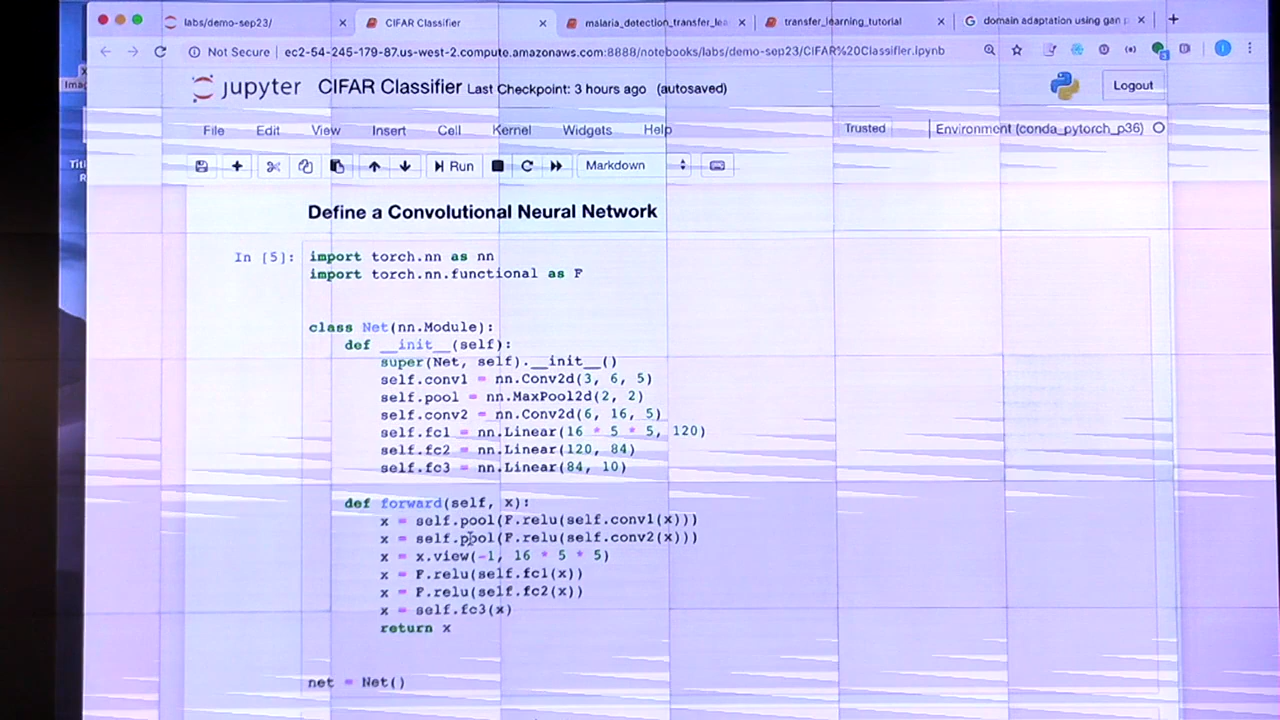 labs/demo-sep23/
CIFAR Classifier
malaria_detection_transfer_lea
transfer_learning_tutorial
domain adaptation using gan p
Not Secure | ec2-54-245-179-87.us-west-2.compute.amazonaws.com:8888/notebooks/labs/demo-sep23/CIFAR%20Classifier.ipynb
Imag
jupyter CIFAR Classifier Last Checkpoint: 3 hours ago (autosaved)
Logout
File Edit View Insert Cell Kernel Widgets Help
Trusted
Environment (conda_pytorch_p36)
Run
Markdown
Titl
R
Define a Convolutional Neural Network
In [5]: import torch.nn as nn
import torch.nn.functional as F
class Net(nn.Module):
def __init__(self):
super(Net, self).__init__()
self.conv1 = nn.Conv2d(3, 6, 5)
self.pool = nn.MaxPool2d(2, 2)
self.conv2 = nn.Conv2d(6, 16, 5)
self.fc1 = nn.Linear(16 * 5 * 5, 120)
self.fc2 = nn.Linear(120, 84)
self.fc3 = nn.Linear(84, 10)
def forward(self, x):
x = self.pool(F.relu(self.conv1(x)))
x = self.pool(F.relu(self.conv2(x)))
x = x.view(-1, 16 * 5 * 5)
x = F.relu(self.fc1(x))
x = F.relu(self.fc2(x))
x = self.fc3(x)
return x
net = Net()